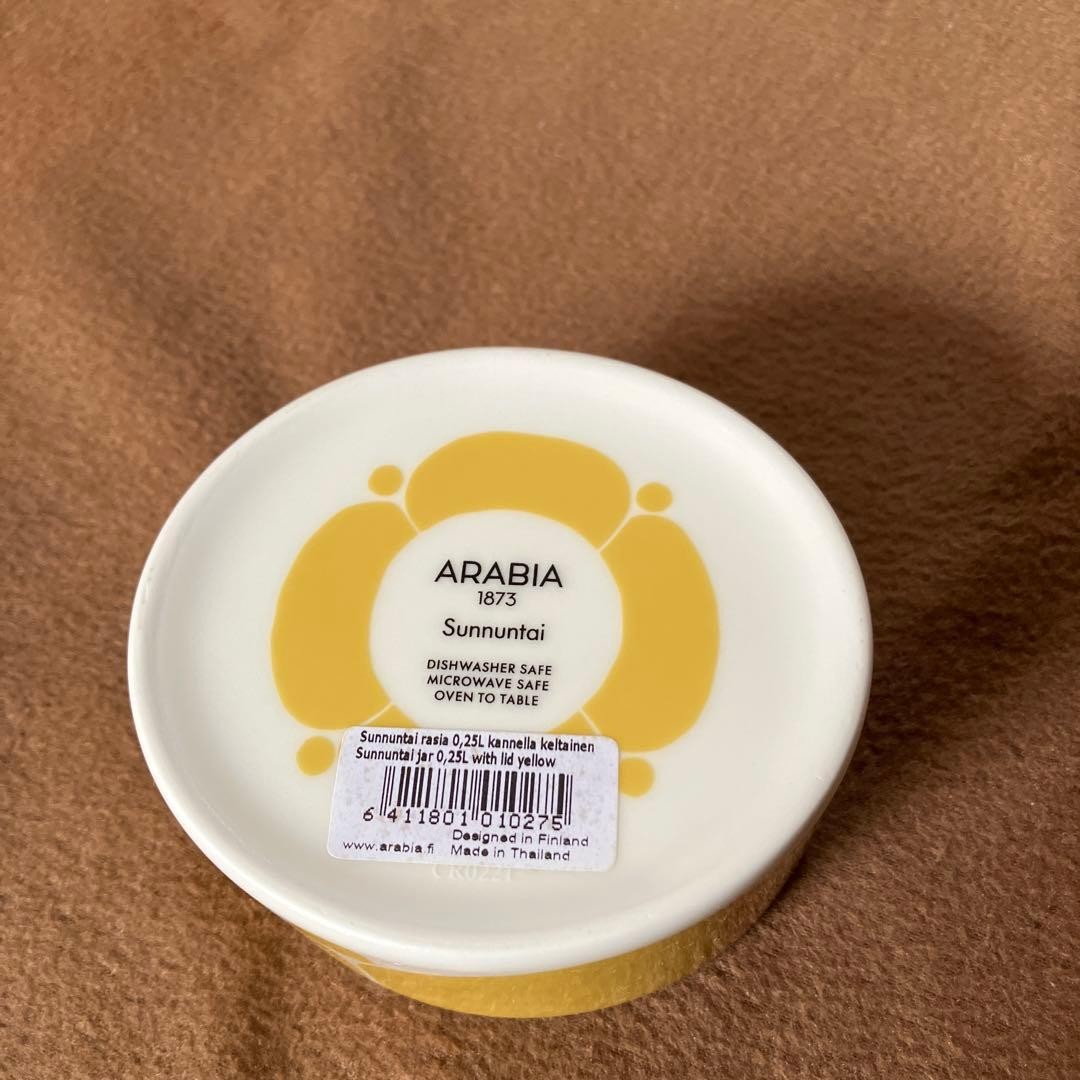 ARABIA
1873
Sunnuntai
DISHWASHER SAFE
MICROWAVE SAFE
OVEN TO TABLE
Sunnuntai rasia 0,25L kannella keltainen
Sunnuntai jar 0,25L with lid yellow
6 411801 010275
Designed in Finland
www.arabia.fi Made in Thailand
CR0221